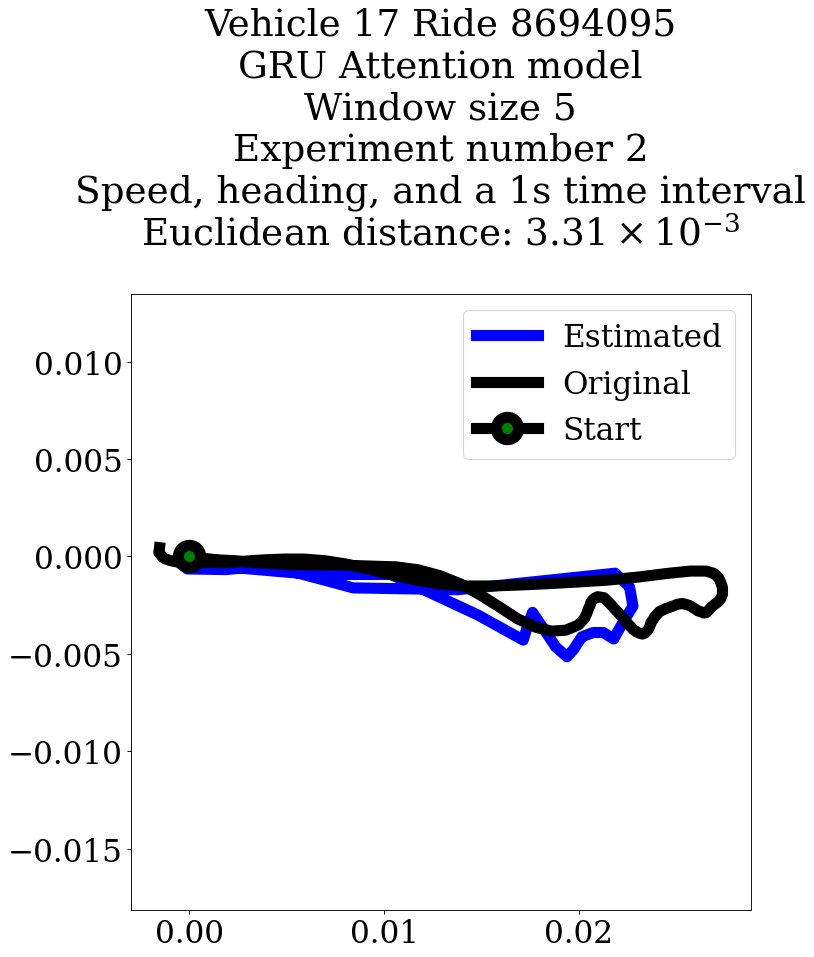 Vehicle 17 Ride 8694095
GRU Attention model
Window size 5
Experiment number 2
Speed, heading, and a 1s time interval
Euclidean distance: 3.31 × 10⁻³
Estimated
Original
Start
0.010
0.005
0.000
−0.005
−0.010
−0.015
0.00 0.01 0.02